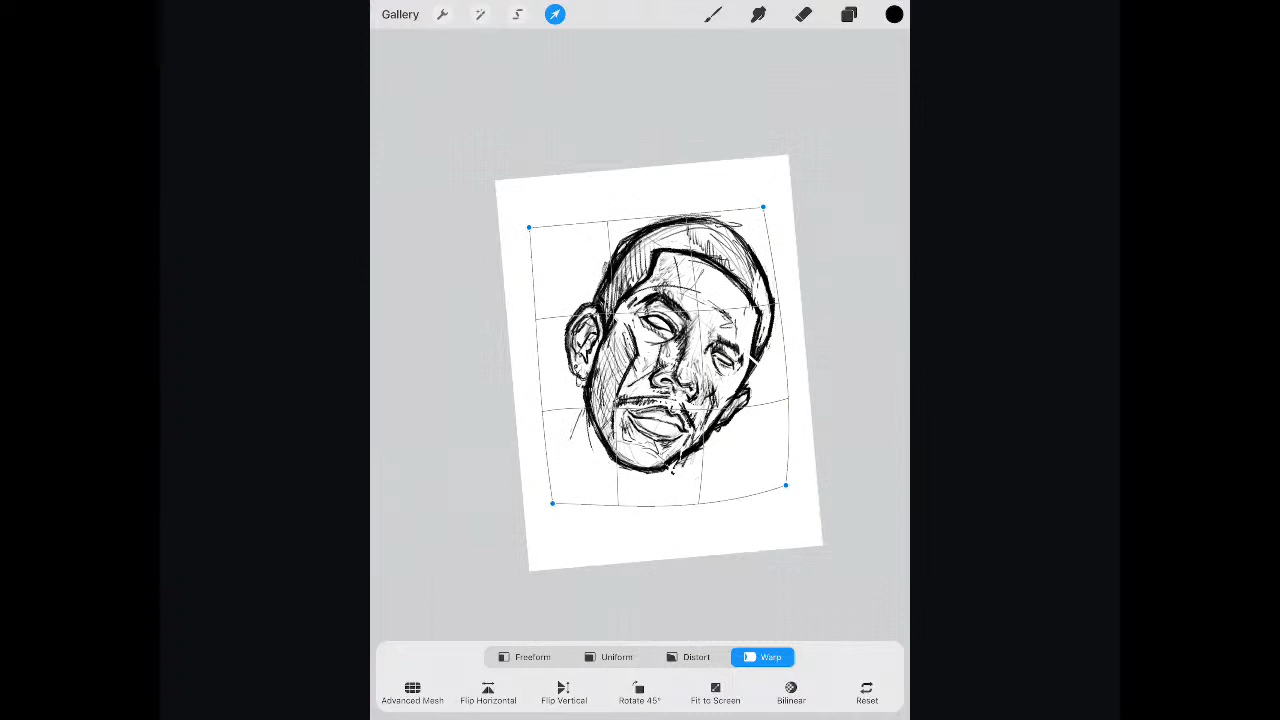 Gallery
Freeform Uniform Distort Warp
Advanced Mesh Flip Horizontal Flip Vertical Rotate 45° Fit to Screen Bilinear Reset